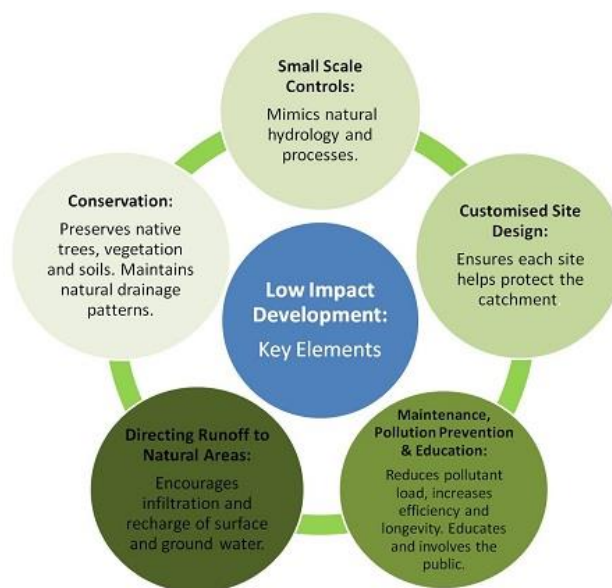 Small Scale
Controls:
Mimics natural
hydrology and
processes.
Customised Site
Design:
Ensures each site
helps protect the
catchment
Maintenance,
Pollution Prevention
& Education:
Reduces pollutant
load, increases
efficiency and
longevity. Educates
and involves the
public.
Directing Runoff to
Natural Areas:
Encourages
infiltration and
recharge of surface
and ground water.
Conservation:
Preserves native
trees, vegetation
and soils. Maintains
natural drainage
patterns.
Low Impact
Development:
Key Elements